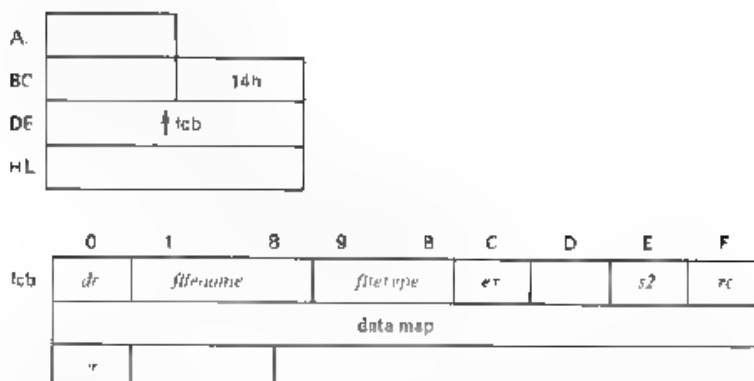 A
BC 14h
DE fcb
HL
0 1 8 9 B C D E F
fcb dr filename filetype ex s2 rc
data map